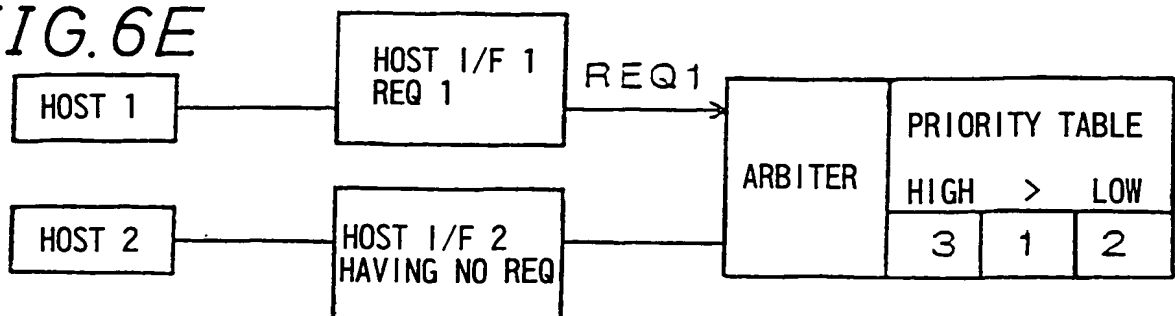 FIG. 6E
HOST 1
HOST I/F 1
REQ 1
REQ1
HOST 2
HOST I/F 2
HAVING NO REQ
ARBITER
PRIORITY TABLE
HIGH > LOW
3 1 2